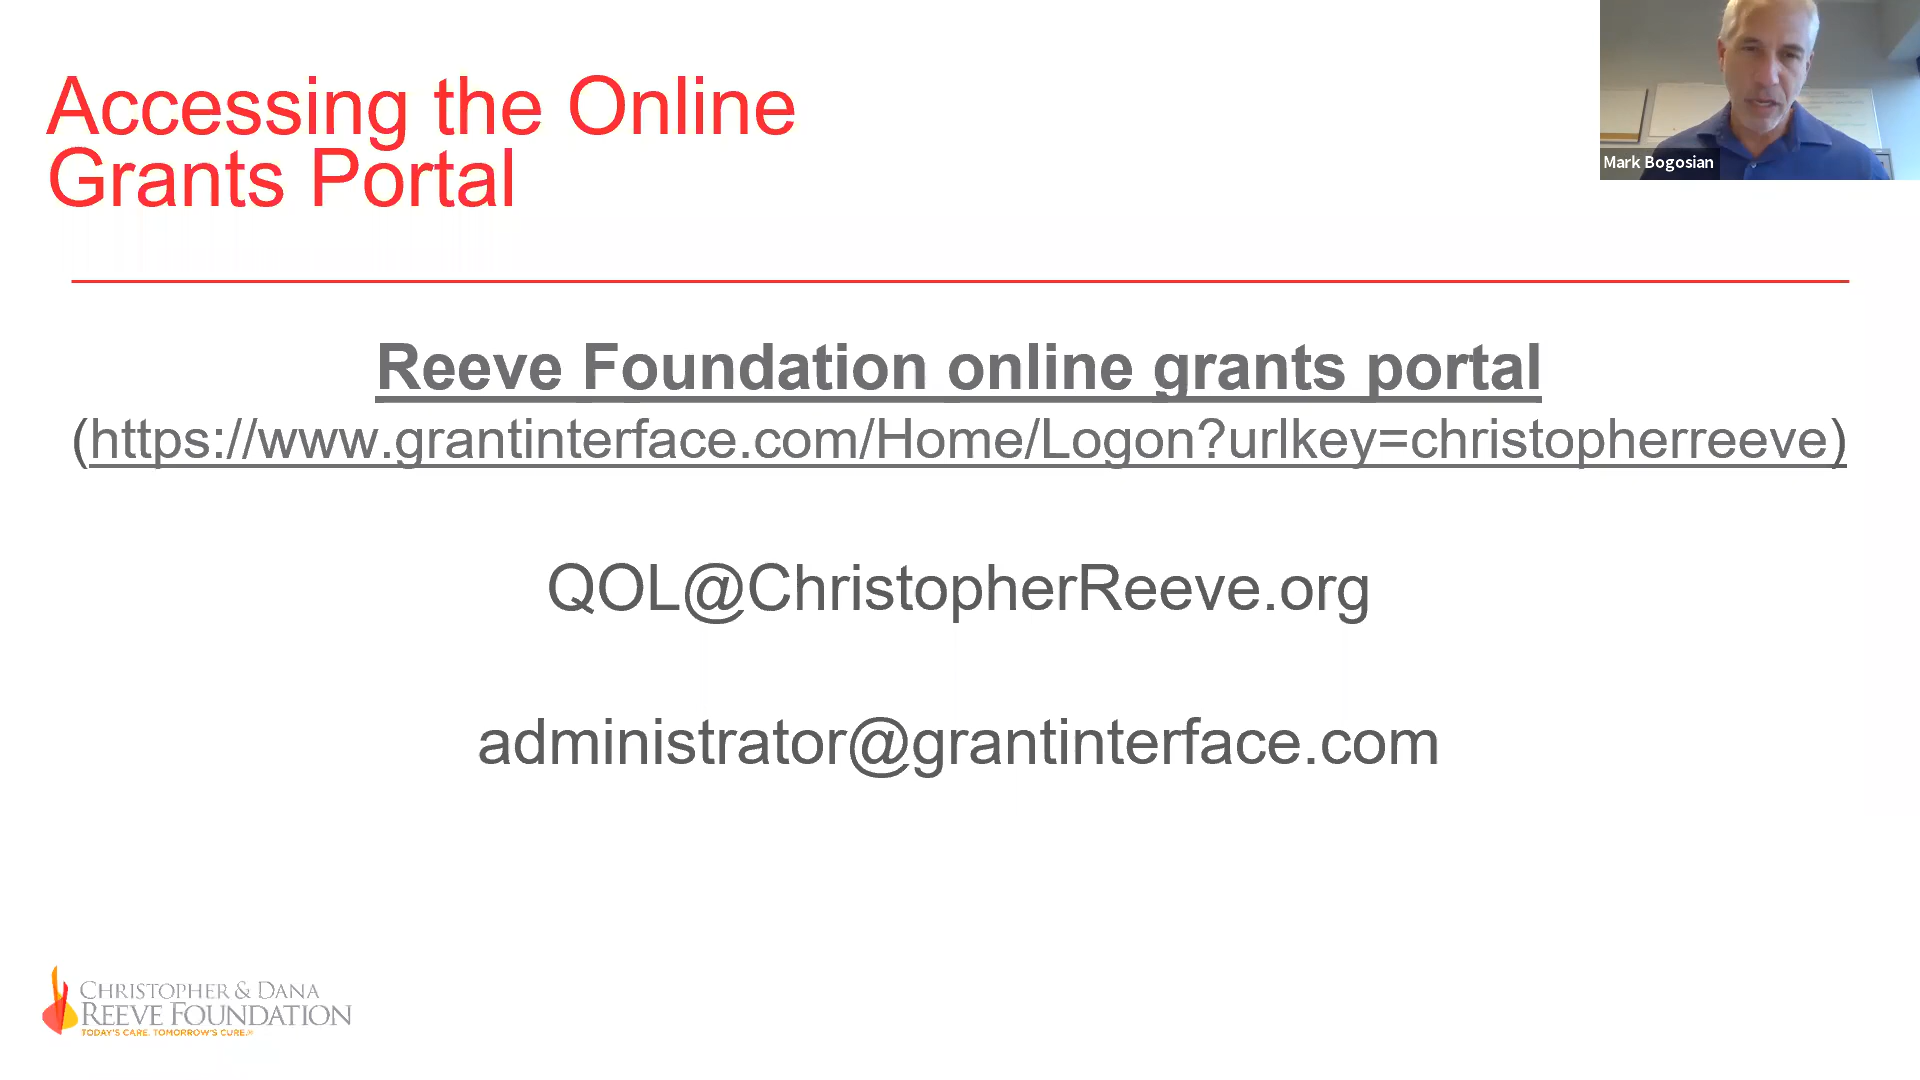 Accessing the Online
Grants Portal
Mark Bogosian
Reeve Foundation online grants portal
(https://www.grantinterface.com/Home/Logon?urlkey=christopherreeve)
QOL@ChristopherReeve.org
administrator@grantinterface.com
CHRISTOPHER & DANA
REEVE FOUNDATION
TODAY'S CARE. TOMORROW'S CURE.®